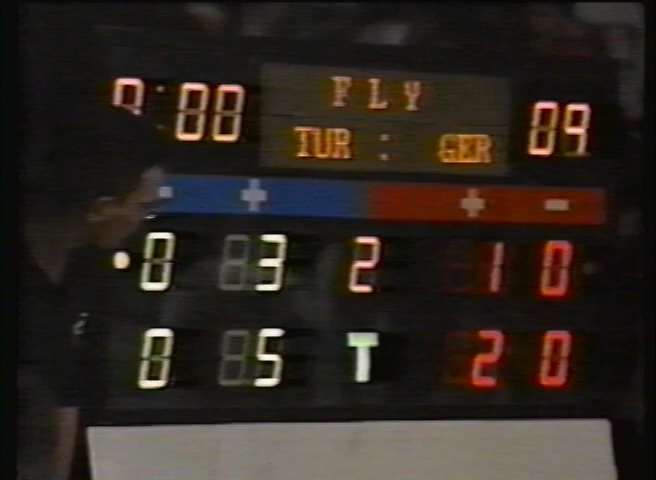 0:00
FLY
TUR : GER
09
- + + -
0 3 2 1 0
0 5 T 2 0